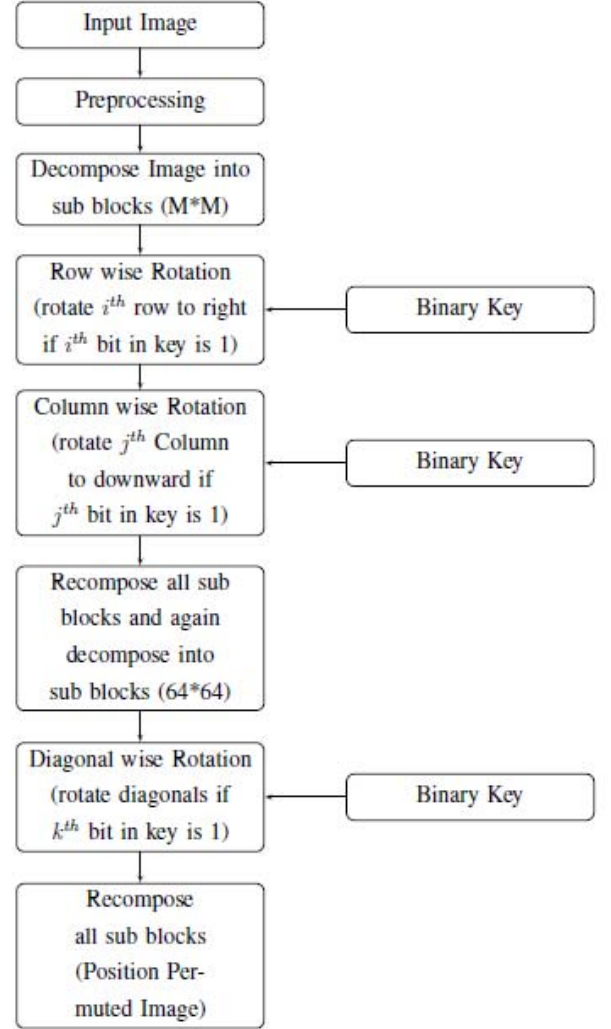 Input Image
Preprocessing
Decompose Image into
sub blocks (M*M)
Row wise Rotation
(rotate i^th row to right
if i^th bit in key is 1)
Binary Key
Column wise Rotation
(rotate j^th Column
to downward if
j^th bit in key is 1)
Binary Key
Recompose all sub
blocks and again
decompose into
sub blocks (64*64)
Diagonal wise Rotation
(rotate diagonals if
k^th bit in key is 1)
Binary Key
Recompose
all sub blocks
(Position Per-
muted Image)